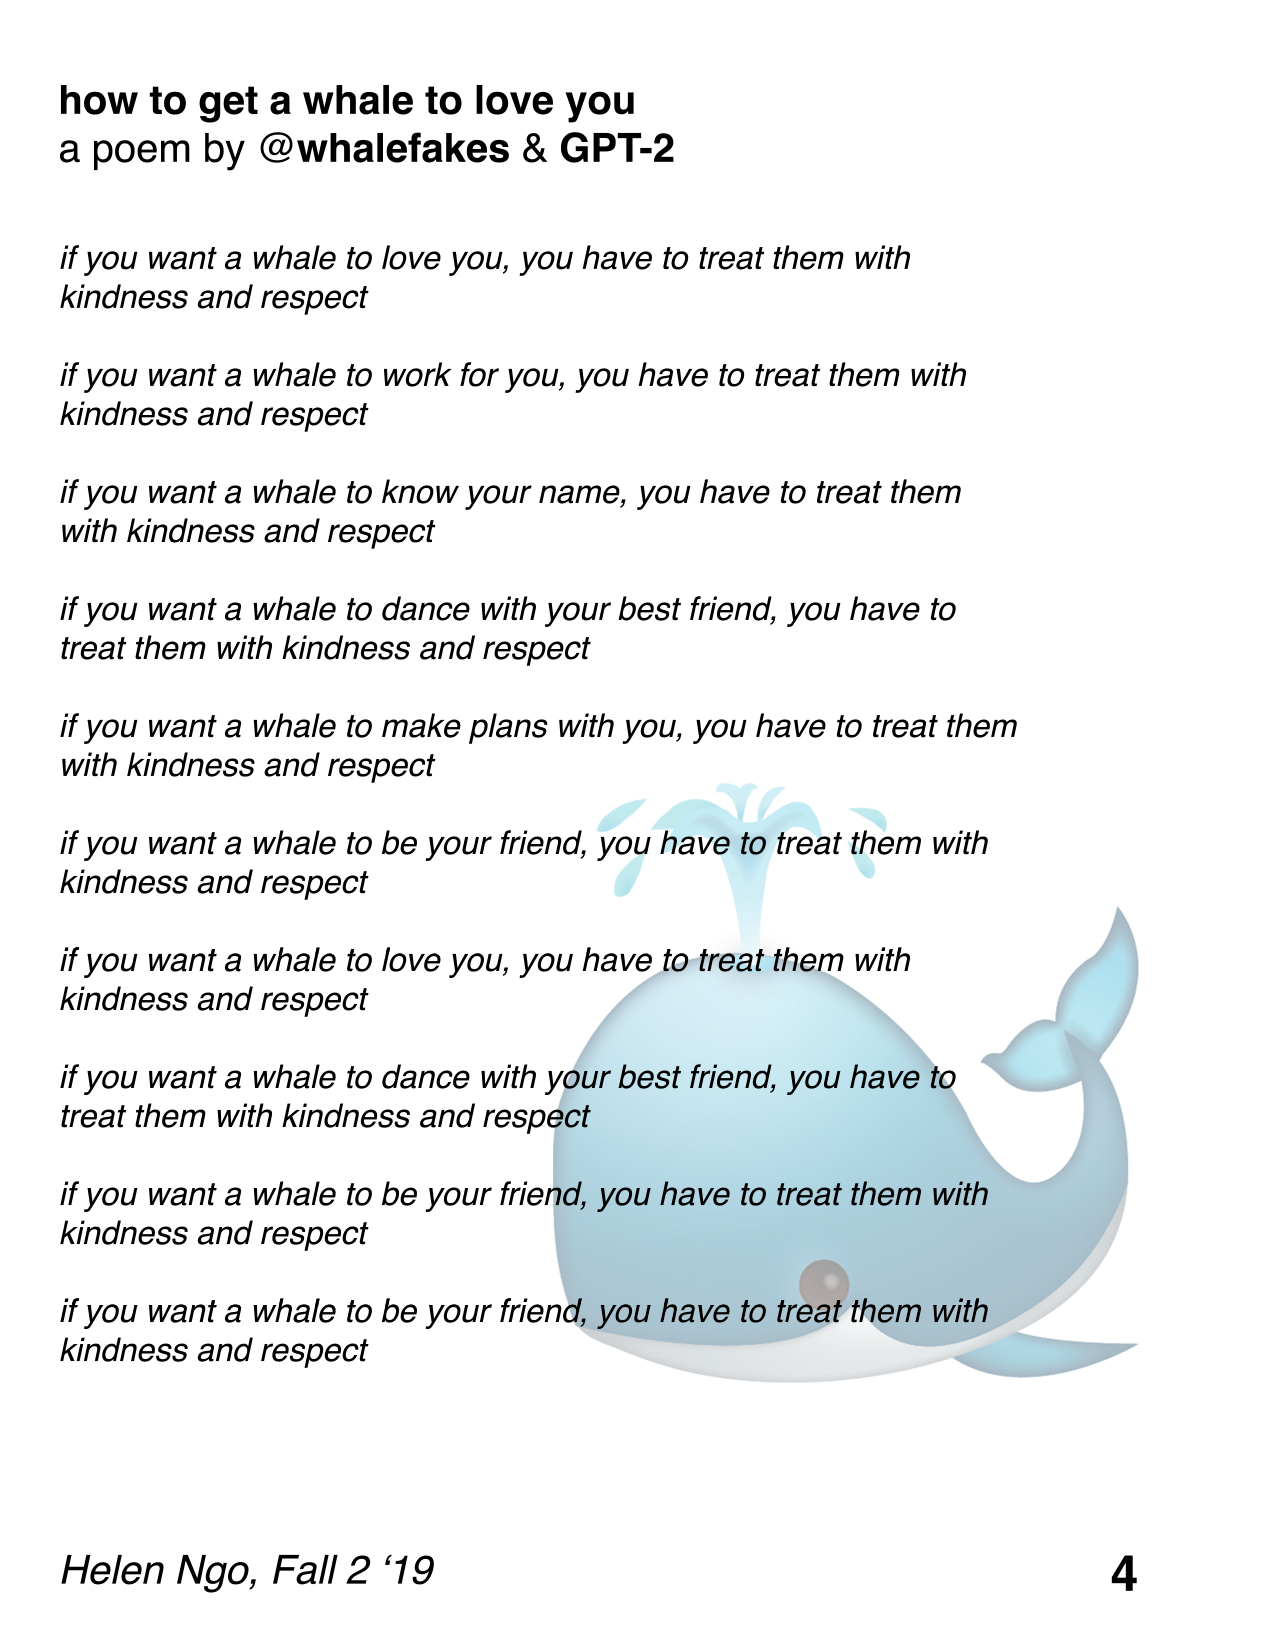 how to get a whale to love you
a poem by @whalefakes & GPT-2
if you want a whale to love you, you have to treat them with
kindness and respect
if you want a whale to work for you, you have to treat them with
kindness and respect
if you want a whale to know your name, you have to treat them
with kindness and respect
if you want a whale to dance with your best friend, you have to
treat them with kindness and respect
if you want a whale to make plans with you, you have to treat them
with kindness and respect
if you want a whale to be your friend, you have to treat them with
kindness and respect
if you want a whale to love you, you have to treat them with
kindness and respect
if you want a whale to dance with your best friend, you have to
treat them with kindness and respect
if you want a whale to be your friend, you have to treat them with
kindness and respect
if you want a whale to be your friend, you have to treat them with
kindness and respect
Helen Ngo, Fall 2 ‘19
4